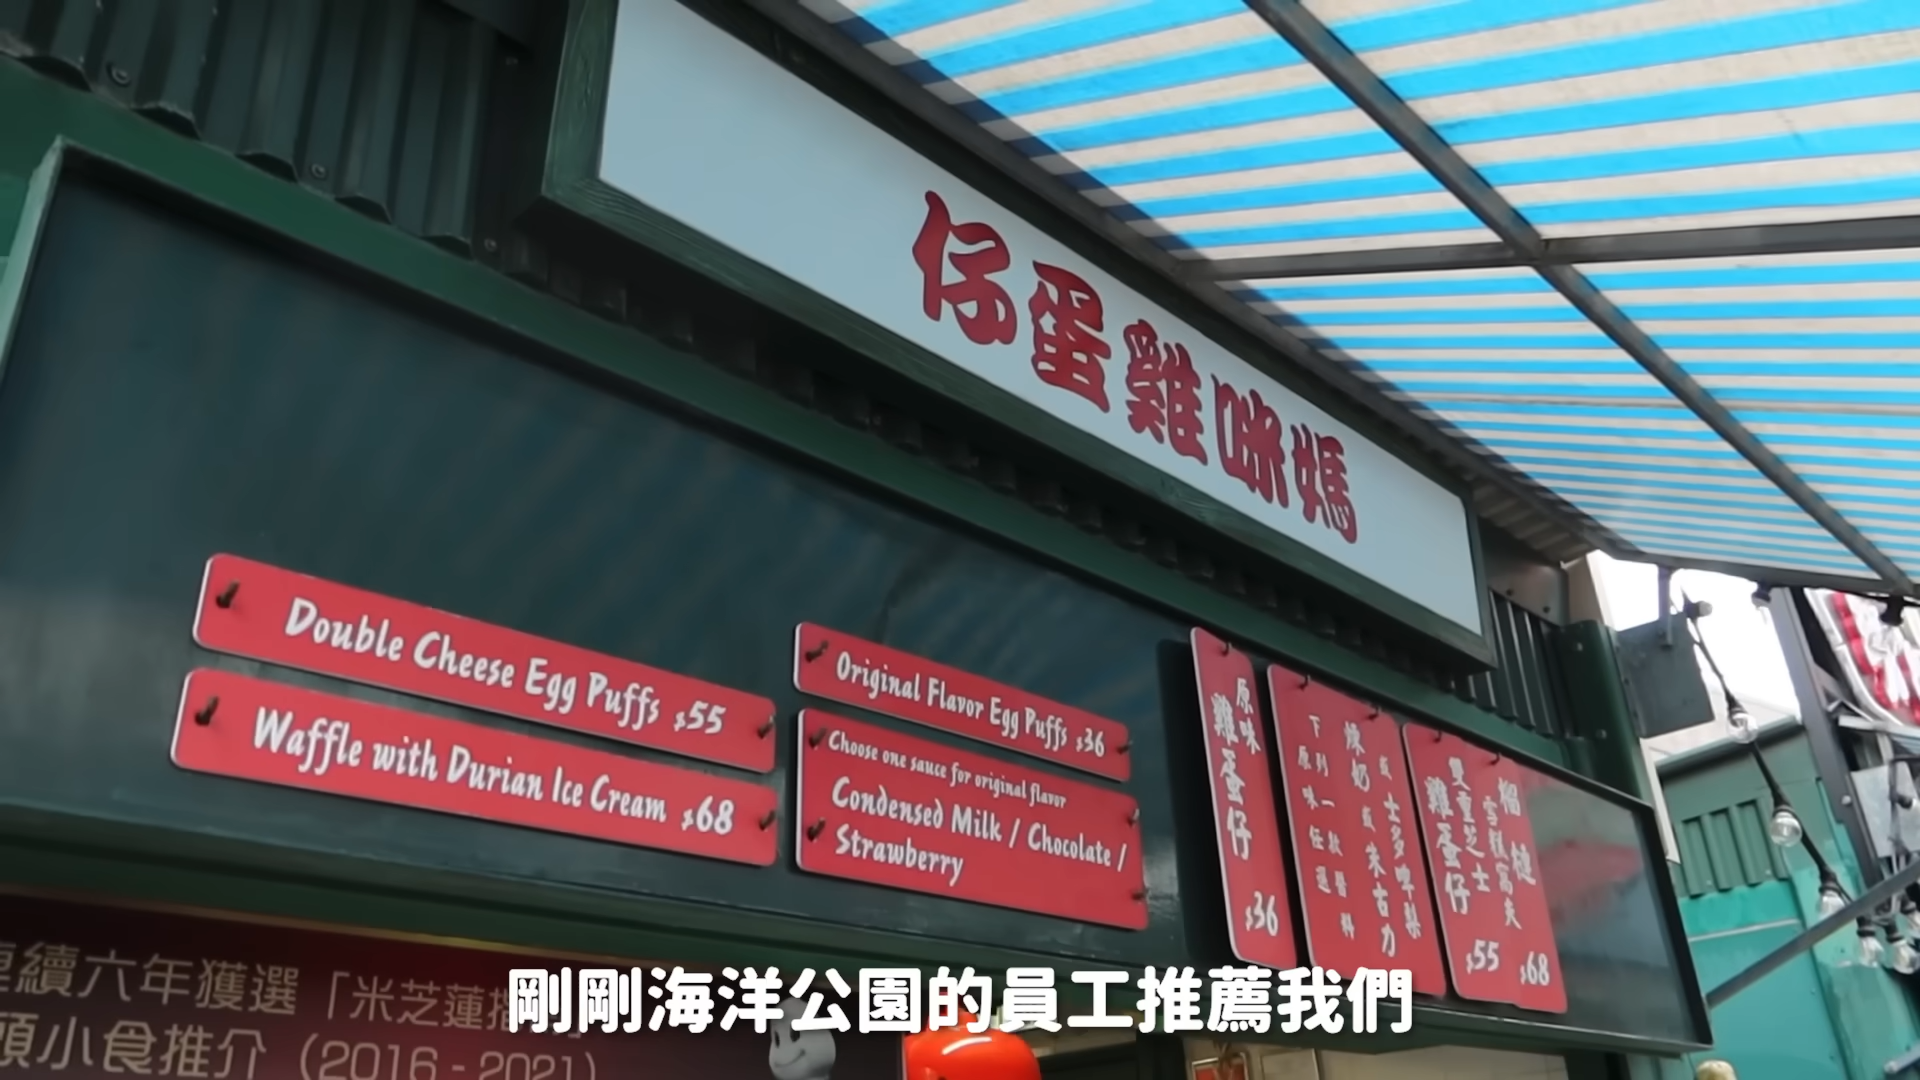 仔蛋雞咪媽
Double Cheese Egg Puffs $55
Waffle with Durian Ice Cream $68
Original Flavor Egg Puffs $36
Choose one sauce for original flavor
Condensed Milk / Chocolate /
Strawberry
原味
雞蛋仔
$36
下列一款醬料
原味任選
煉奶或朱古力
或士多啤梨
雙重芝士
雞蛋仔
$55
榴槤
雪糕窩夫
$68
連續六年獲選「米芝蓮
頭小食推介（2016-2021）
剛剛海洋公園的員工推薦我們